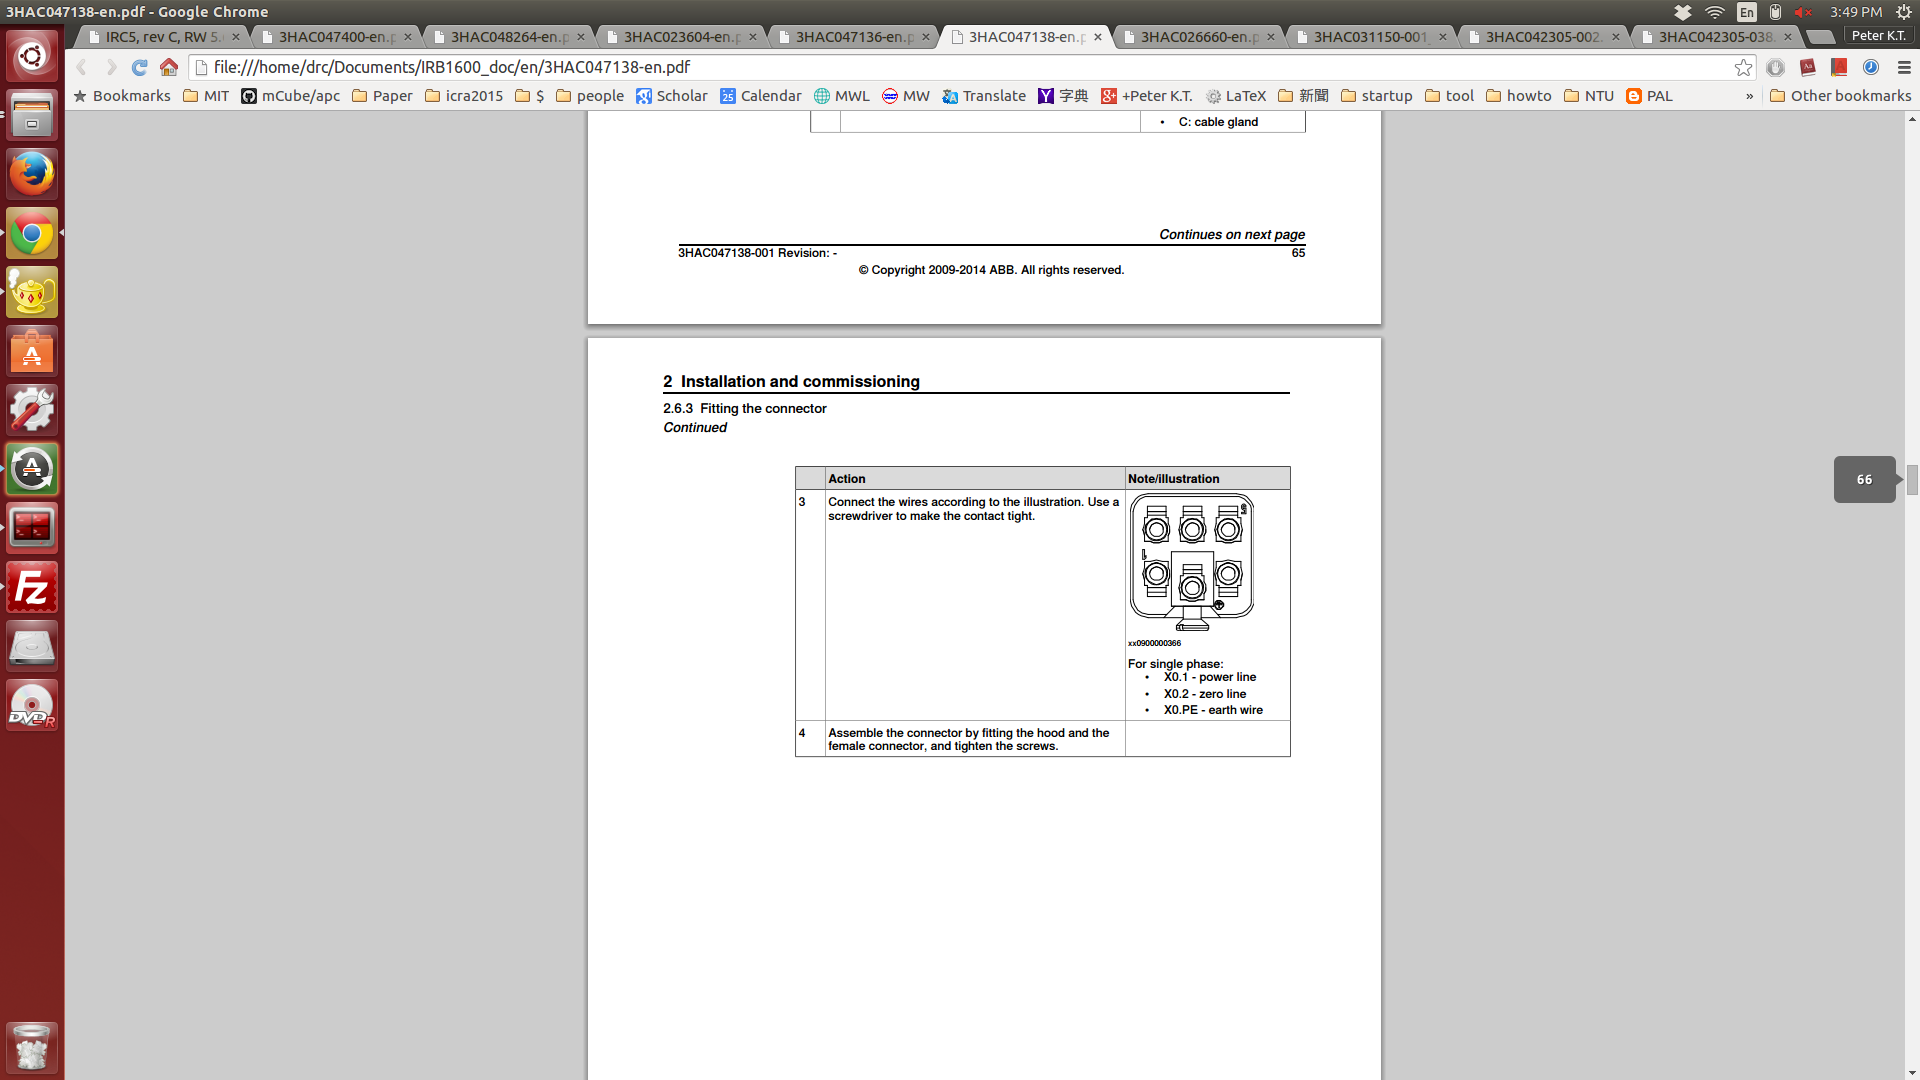 3HAC047138-en.pdf - Google Chrome
En
3:49 PM
IRC5, rev C, RW 5.
3HAC047400-en.p
3HAC048264-en.p
3HAC023604-en.p
3HAC047136-en.p
3HAC047138-en.p
3HAC026660-en.p
3HAC031150-001
3HAC042305-002.
3HAC042305-038.
Peter K.T.
file:///home/drc/Documents/IRB1600_doc/en/3HAC047138-en.pdf
Bookmarks
MIT
mCube/apc
Paper
icra2015
$
people
Scholar
25 Calendar
MWL
MW
Translate
字典
+Peter K.T.
LaTeX
新聞
startup
tool
howto
NTU
PAL
»
Other bookmarks
• C: cable gland
Continues on next page
3HAC047138-001 Revision: - 65
© Copyright 2009-2014 ABB. All rights reserved.
2 Installation and commissioning
2.6.3 Fitting the connector
Continued
Action Note/illustration
3 Connect the wires according to the illustration. Use a
screwdriver to make the contact tight.
1
xx0900000366
For single phase:
• X0.1 - power line
• X0.2 - zero line
• X0.PE - earth wire
4 Assemble the connector by fitting the hood and the
female connector, and tighten the screws.
66
Fz
DVD-R